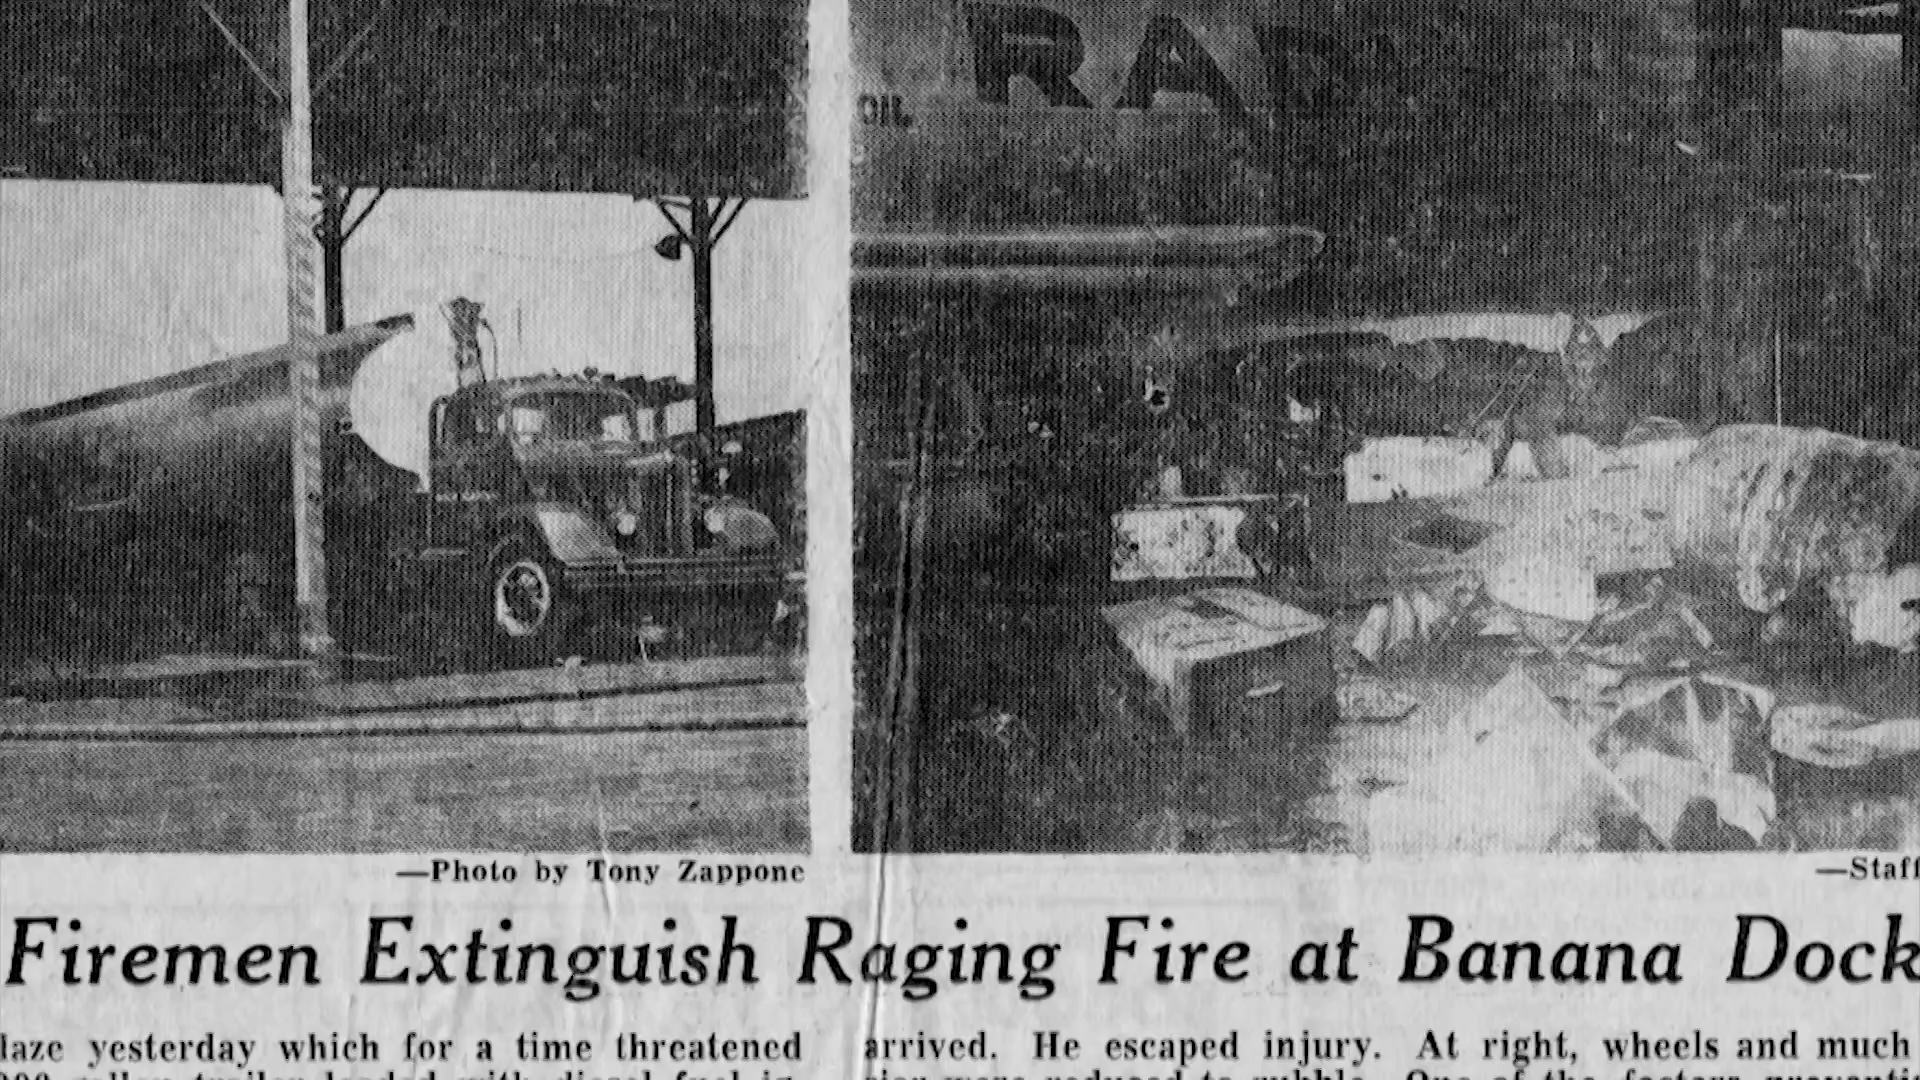 RAD
OIL
—Photo by Tony Zappone
—Staff
Firemen Extinguish Raging Fire at Banana Dock
laze yesterday which for a time threatened
arrived. He escaped injury. At right, wheels and much